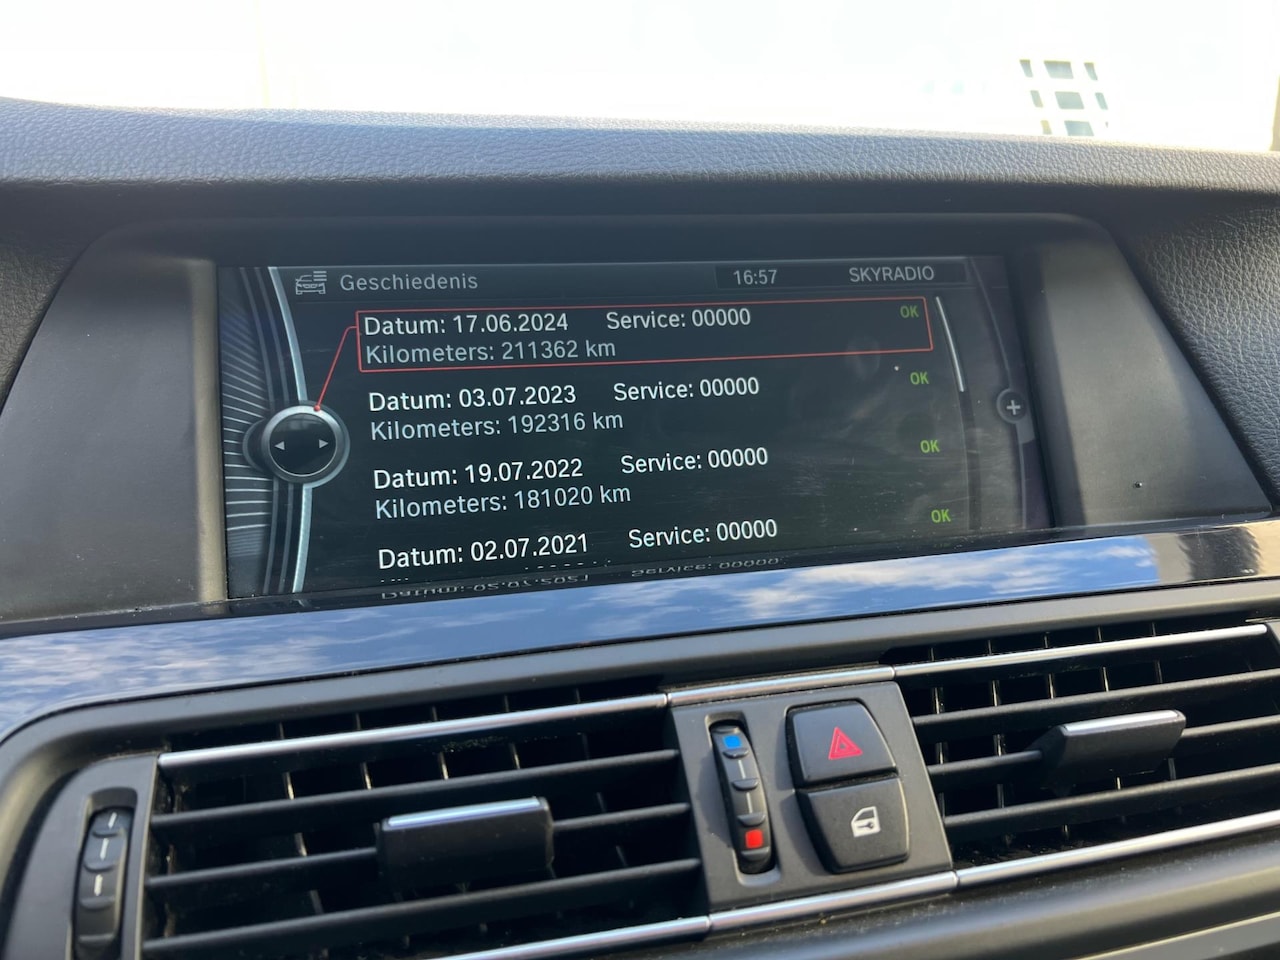 Geschiedenis 16:57 SKYRADIO
Datum: 17.06.2024 Service: 00000 OK
Kilometers: 211362 km
Datum: 03.07.2023 Service: 00000 OK
Kilometers: 192316 km
Datum: 19.07.2022 Service: 00000 OK
Kilometers: 181020 km
Datum: 02.07.2021 Service: 00000 OK